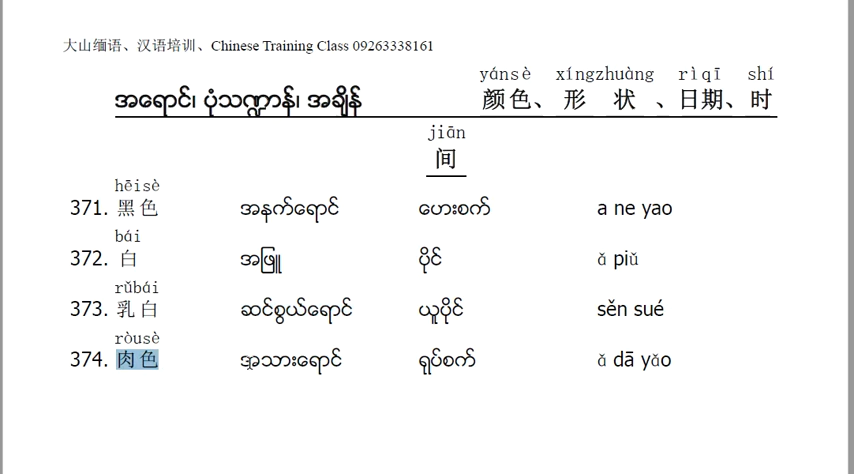 大山缅语、汉语培训、Chinese Training Class 09263338161
yánsè xíngzhuàng rìqī shí
အရောင်၊ ပုံသဏ္ဍာန်၊ အချိန် 颜色、形 状 、日期、时
jiān
间
hēisè
371. 黑色 အနက်ရောင် ဟေးစက် a ne yao
bái
372. 白 အဖြူ ပိုင် ǎ piǔ
rǔbái
373. 乳白 ဆင်စွယ်ရောင် ယူပိုင် sěn sué
ròusè
374. 肉色 အသားရောင် ရုပ်စက် ǎ dā yǎo